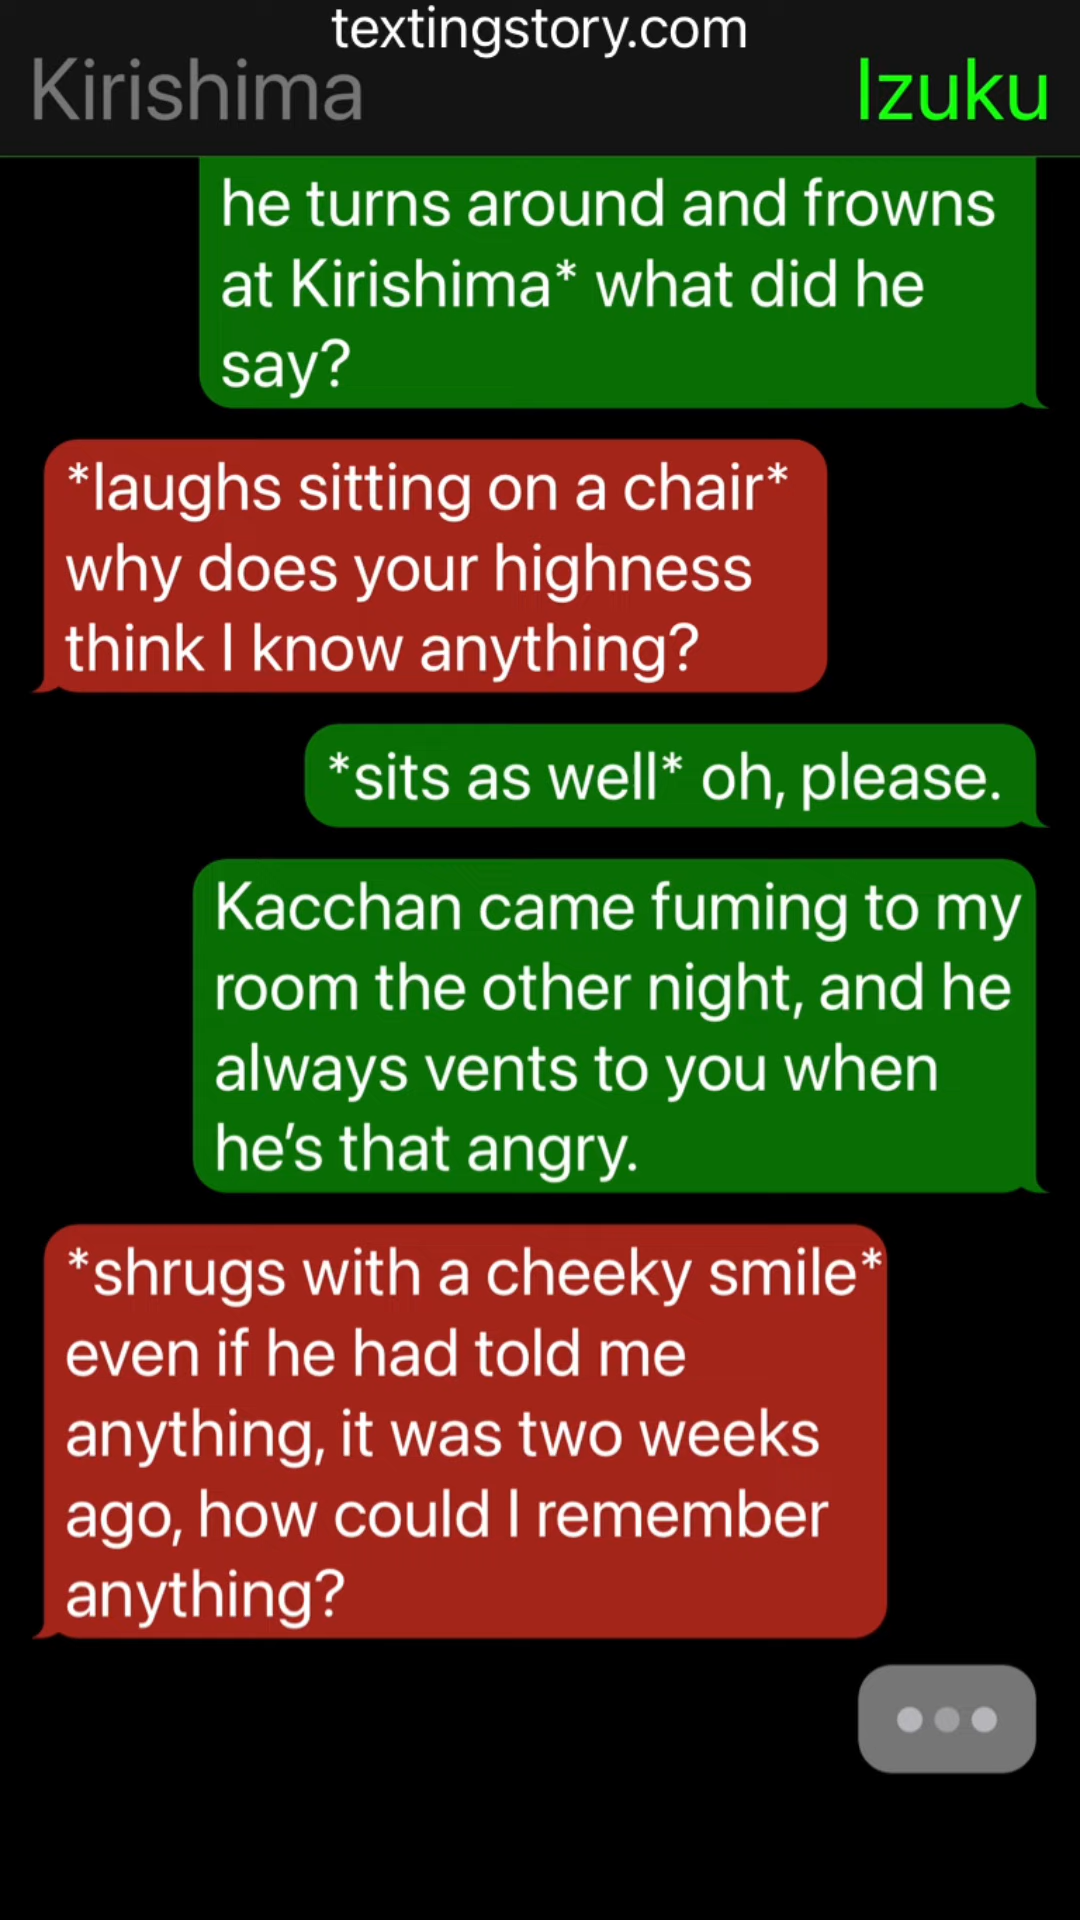 textingstory.com
Kirishima
Izuku
he turns around and frowns
at Kirishima* what did he
say?
*laughs sitting on a chair*
why does your highness
think I know anything?
*sits as well* oh, please.
Kacchan came fuming to my
room the other night, and he
always vents to you when
he’s that angry.
*shrugs with a cheeky smile*
even if he had told me
anything, it was two weeks
ago, how could I remember
anything?